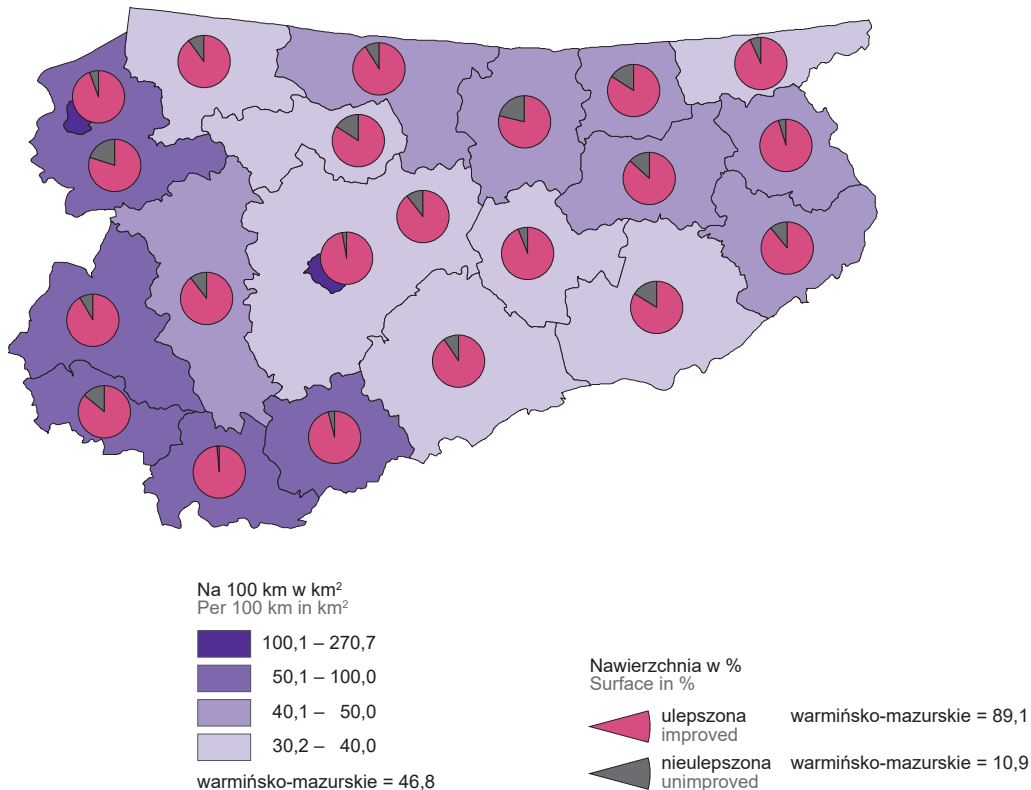 Na 100 km w km²
Per 100 km in km²
100,1 – 270,7
50,1 – 100,0
40,1 – 50,0
30,2 – 40,0
warmińsko-mazurskie = 46,8
Nawierzchnia w %
Surface in %
ulepszona warmińsko-mazurskie = 89,1
improved
nieulepszona warmińsko-mazurskie = 10,9
unimproved